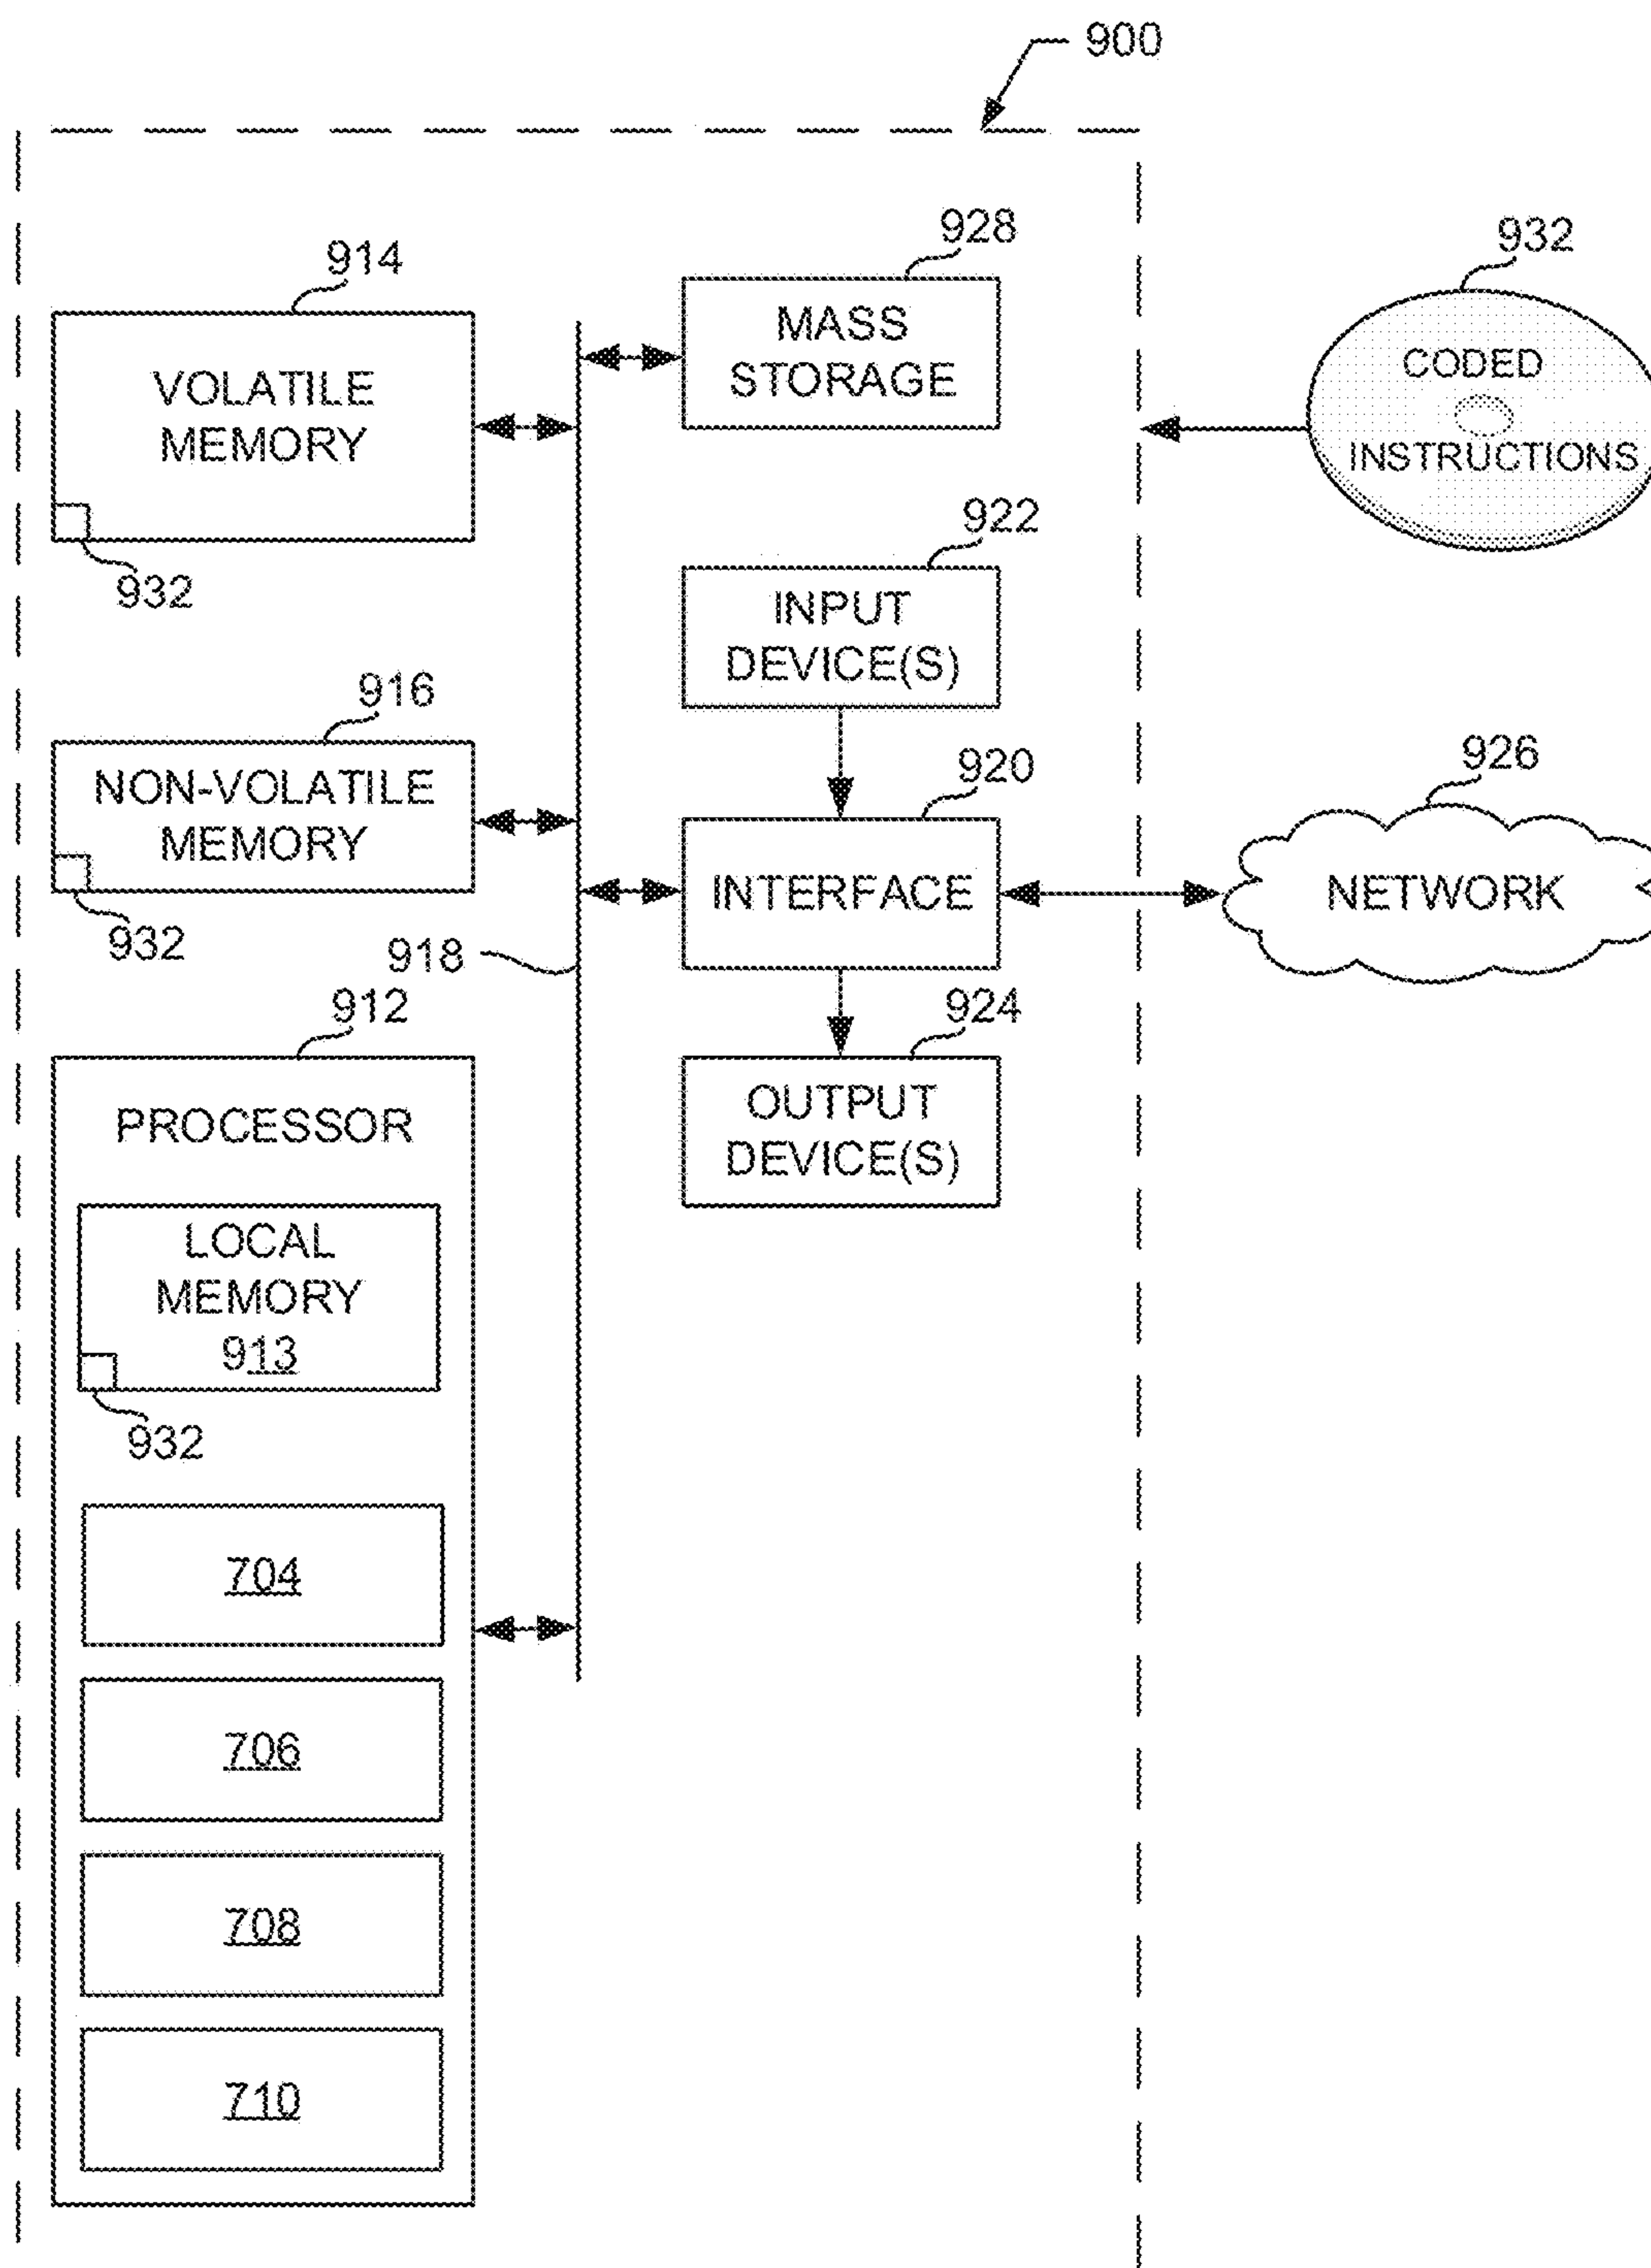 900
928
914
932
MASS
STORAGE
VOLATILE
MEMORY
CODED
INSTRUCTIONS
922
932
INPUT
DEVICE(S)
916
920
926
NON-VOLATILE
MEMORY
INTERFACE
NETWORK
932
918
912
924
PROCESSOR
OUTPUT
DEVICE(S)
LOCAL
MEMORY
913
932
704
706
708
710